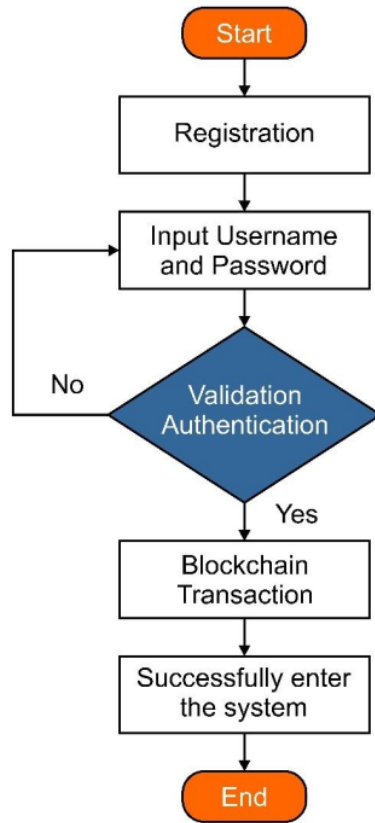 Start
Registration
Input Username
and Password
No
Validation
Authentication
Yes
Blockchain
Transaction
Successfully enter
the system
End